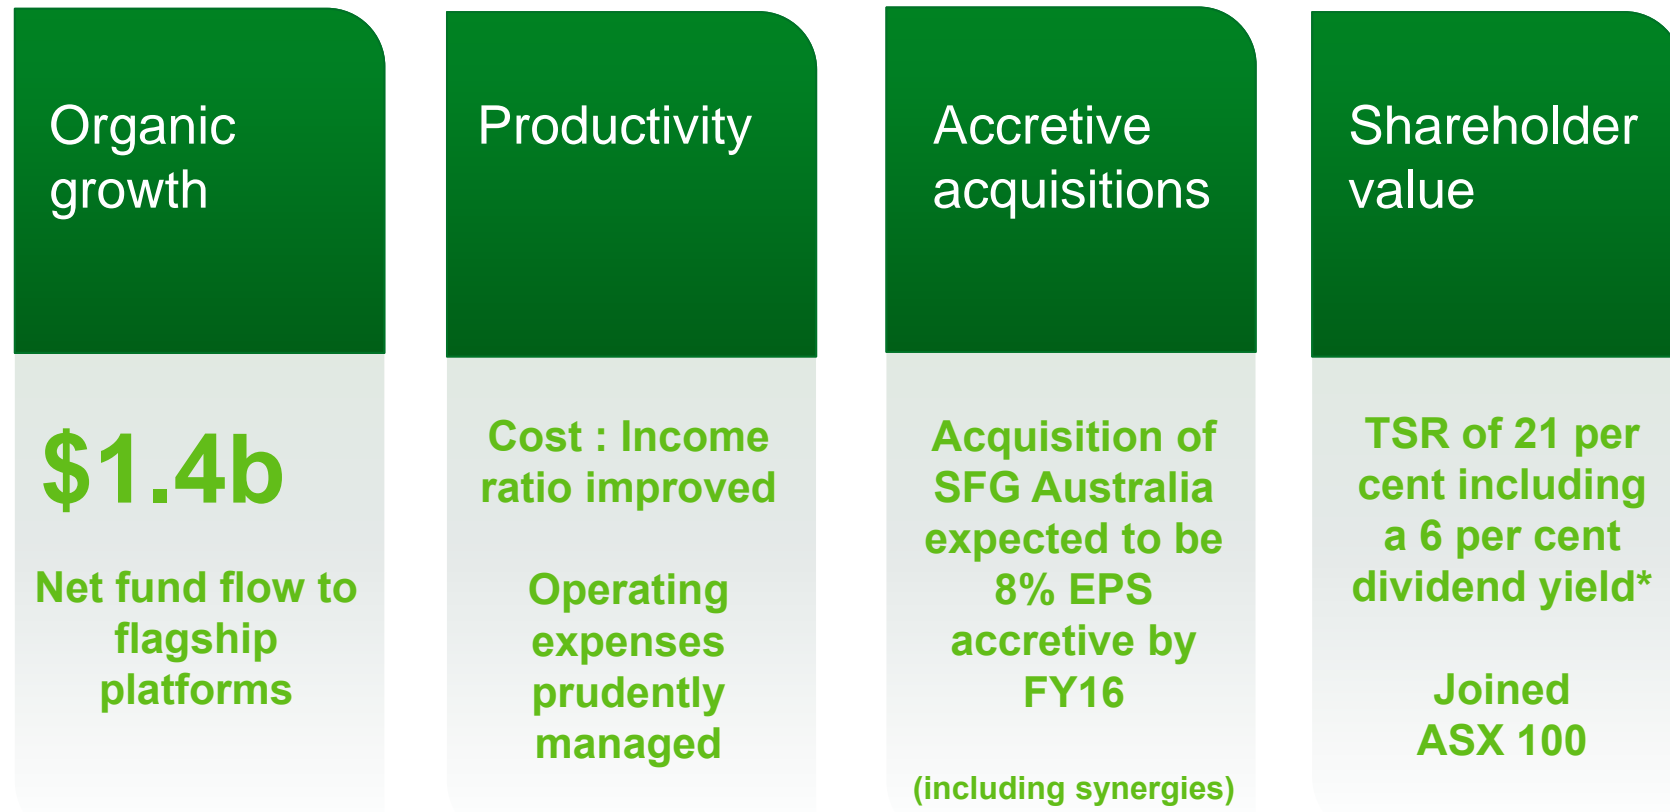 Organic
growth
$1.4b
Net fund flow to
flagship
platforms
Productivity
Cost : Income
ratio improved
Operating
expenses
prudently
managed
Accretive
acquisitions
Acquisition of
SFG Australia
expected to be
8% EPS
accretive by
FY16
(including synergies)
Shareholder
value
TSR of 21 per
cent including
a 6 per cent
dividend yield*
Joined
ASX 100